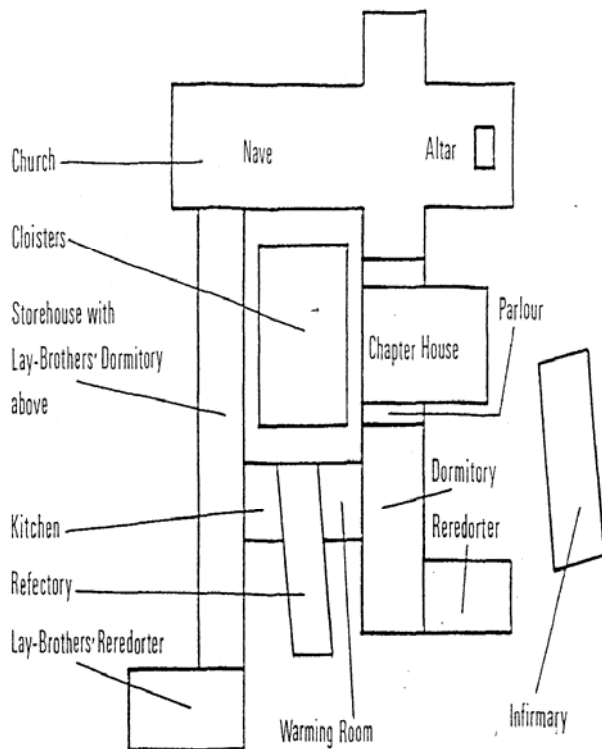 Church
Nave
Altar
Cloisters
Storehouse with
Lay-Brothers' Dormitory
above
Chapter House
Parlour
Dormitory
Kitchen
Reredorter
Refectory
Lay-Brothers' Reredorter
Warming Room
Infirmary